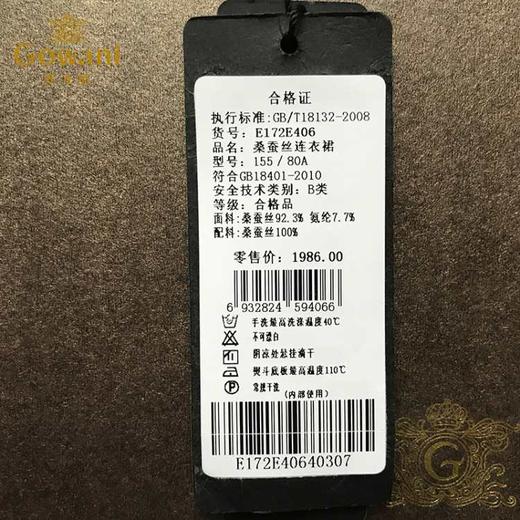 Gowani
合格证
执行标准:GB/T18132-2008
货号: E172E406
品名: 桑蚕丝连衣裙
型号: 155/80A
符合GB18401-2010
安全技术类别: B类
等级: 合格品
面料:桑蚕丝92.3% 氨纶7.7%
配料:桑蚕丝100%
零售价: 1986.00
6 932824 594066
手洗最高洗涤温度40℃
不可漂白
阴凉处悬挂滴干
熨斗底板最高温度110℃
常规干洗
(内部使用)
E172E40640307
G